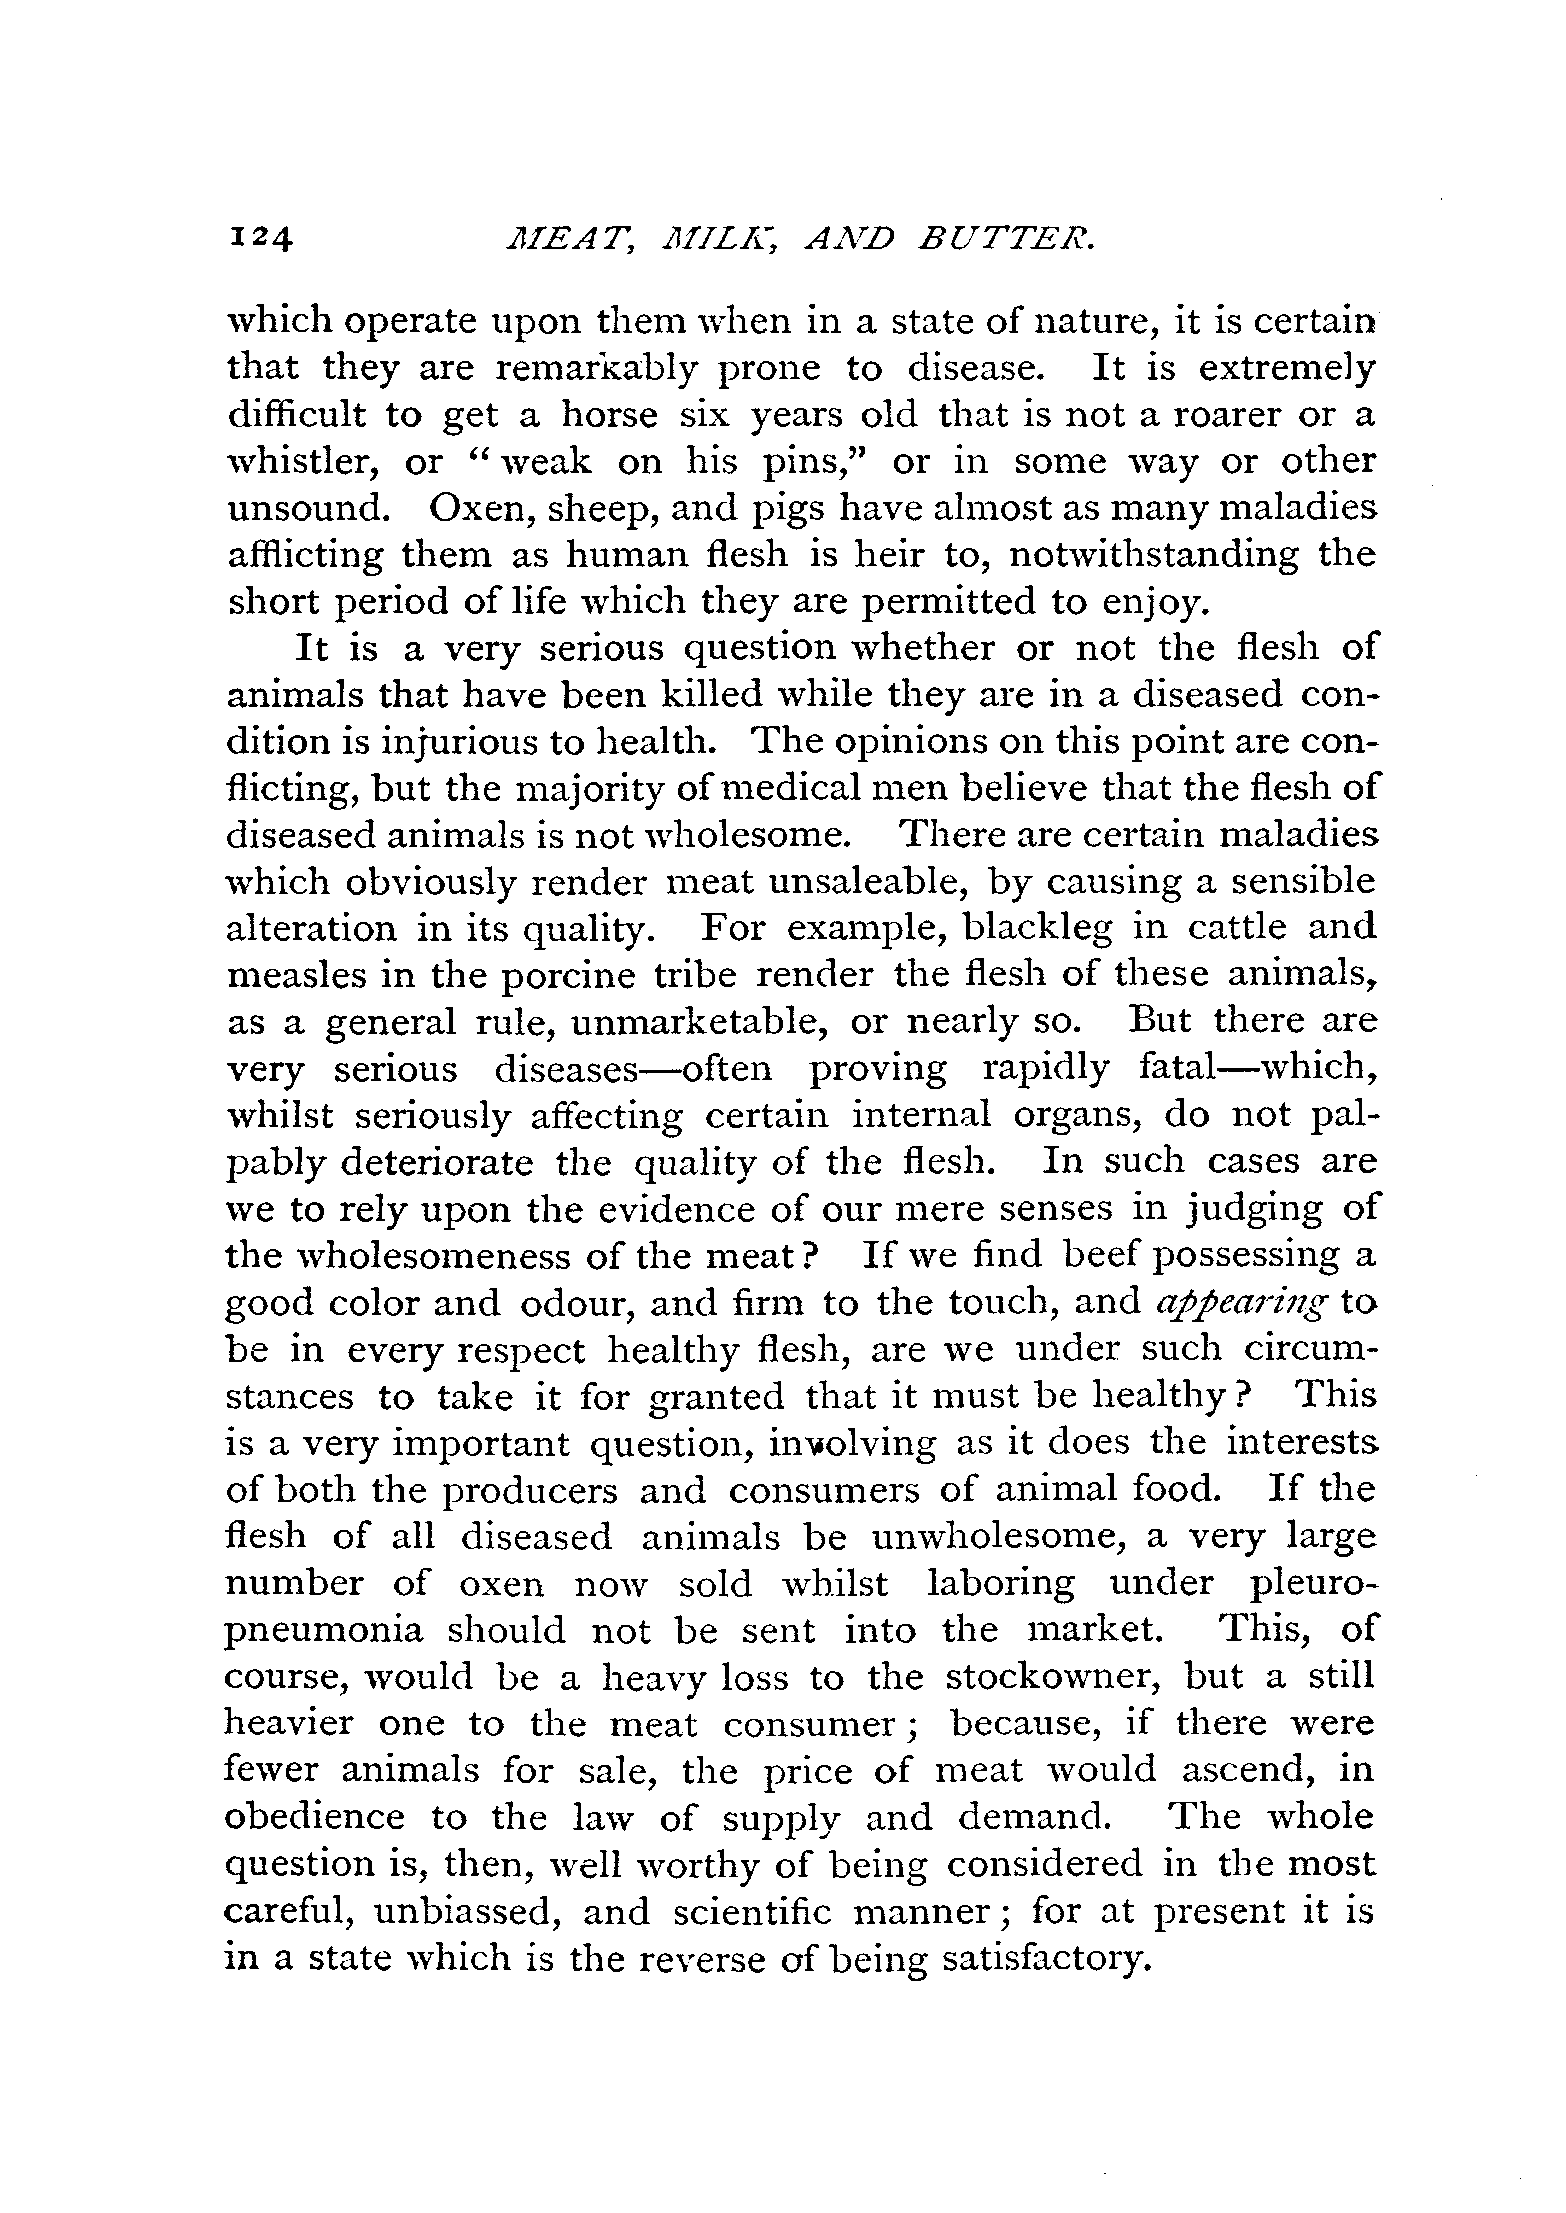 124 MEAT, MILK, AND BUTTER.
which operate upon them when in a state of nature, it is certain
that they are remarkably prone to disease. It is extremely
difficult to get a horse six years old that is not a roarer or a
whistler, or “ weak on his pins,” or in some way or other
unsound. Oxen, sheep, and pigs have almost as many maladies
afflicting them as human flesh is heir to, notwithstanding the
short period of life which they are permitted to enjoy.
It is a very serious question whether or not the flesh of
animals that have been killed while they are in a diseased con-
dition is injurious to health. The opinions on this point are con-
flicting, but the majority of medical men believe that the flesh of
diseased animals is not wholesome. There are certain maladies
which obviously render meat unsaleable, by causing a sensible
alteration in its quality. For example, blackleg in cattle and
measles in the porcine tribe render the flesh of these animals,
as a general rule, unmarketable, or nearly so. But there are
very serious diseases—often proving rapidly fatal—which,
whilst seriously affecting certain internal organs, do not pal-
pably deteriorate the quality of the flesh. In such cases are
we to rely upon the evidence of our mere senses in judging of
the wholesomeness of the meat? If we find beef possessing a
good color and odour, and firm to the touch, and appearing to
be in every respect healthy flesh, are we under such circum-
stances to take it for granted that it must be healthy? This
is a very important question, involving as it does the interests
of both the producers and consumers of animal food. If the
flesh of all diseased animals be unwholesome, a very large
number of oxen now sold whilst laboring under pleuro-
pneumonia should not be sent into the market. This, of
course, would be a heavy loss to the stockowner, but a still
heavier one to the meat consumer; because, if there were
fewer animals for sale, the price of meat would ascend, in
obedience to the law of supply and demand. The whole
question is, then, well worthy of being considered in the most
careful, unbiassed, and scientific manner; for at present it is
in a state which is the reverse of being satisfactory.